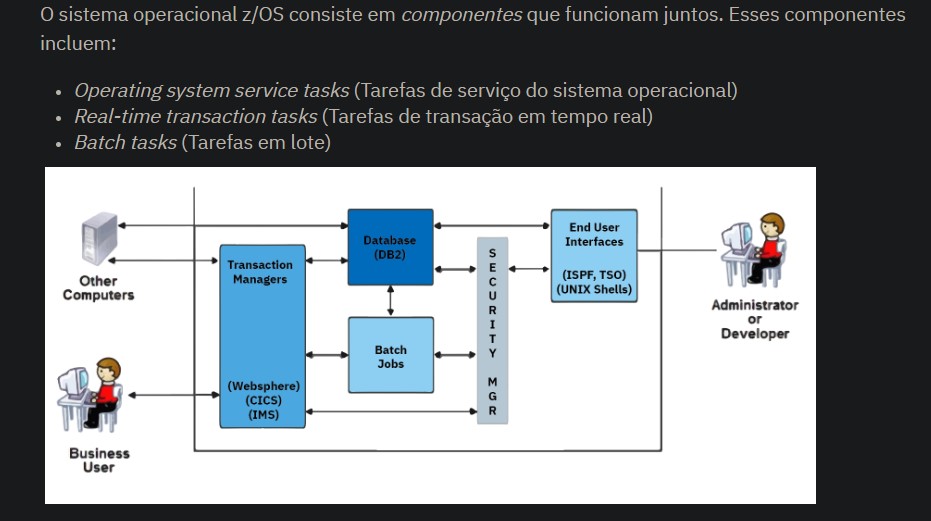 O sistema operacional z/OS consiste em componentes que funcionam juntos. Esses componentes
incluem:
Operating system service tasks (Tarefas de serviço do sistema operacional)
Real-time transaction tasks (Tarefas de transação em tempo real)
Batch tasks (Tarefas em lote)
Other
Computers
Business
User
Transaction
Managers
(Websphere)
(CICS)
(IMS)
Database
(DB2)
Batch
Jobs
SECURITY MGR
End User
Interfaces
(ISPF, TSO)
(UNIX Shells)
Administrator
or
Developer